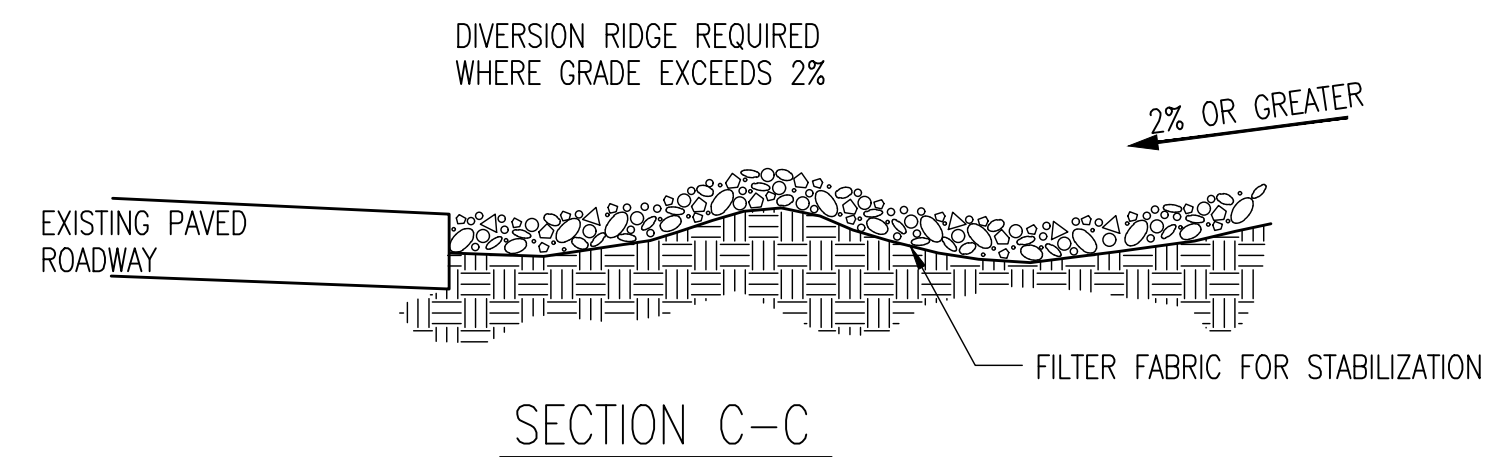 DIVERSION RIDGE REQUIRED
WHERE GRADE EXCEEDS 2%
2% OR GREATER
EXISTING PAVED
ROADWAY
FILTER FABRIC FOR STABILIZATION
SECTION C-C